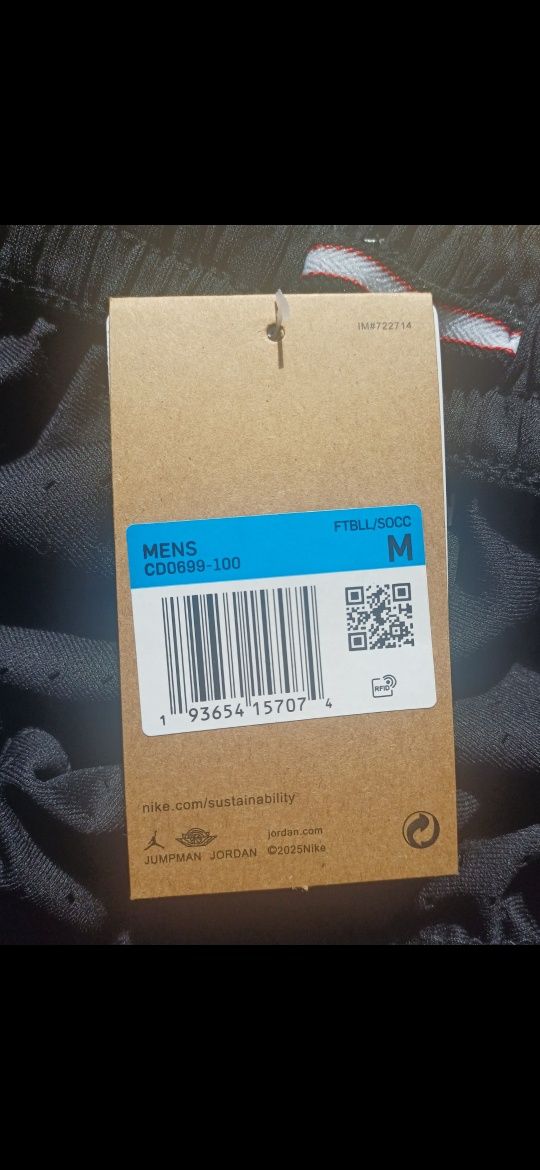 IM#722714
FTBLL/SOCC
MENS
M
CD0699-100
RFID
1 93654 15707 4
nike.com/sustainability
jordan.com
JUMPMAN JORDAN ©2025Nike